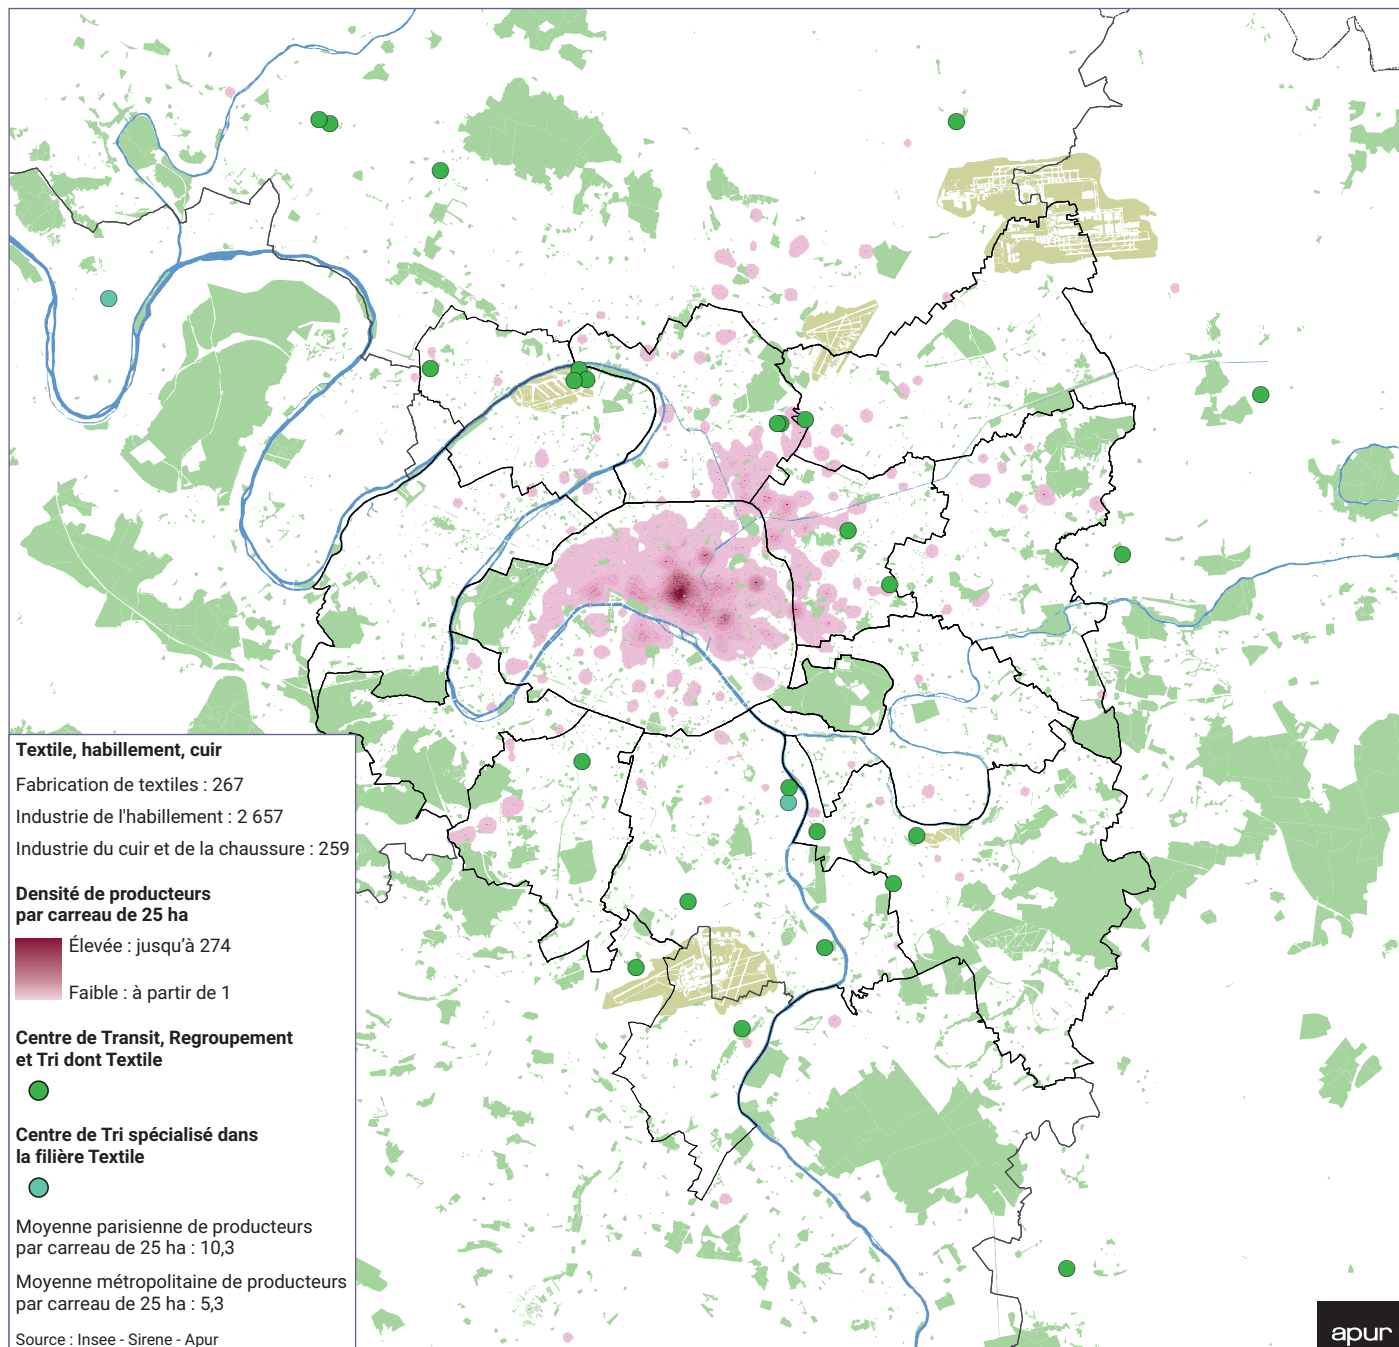 Textile, habillement, cuir
Fabrication de textiles : 267
Industrie de l'habillement : 2 657
Industrie du cuir et de la chaussure : 259
Densité de producteurs
par carreau de 25 ha
Élevée : jusqu'à 274
Faible : à partir de 1
Centre de Transit, Regroupement
et Tri dont Textile
Centre de Tri spécialisé dans
la filière Textile
Moyenne parisienne de producteurs
par carreau de 25 ha : 10,3
Moyenne métropolitaine de producteurs
par carreau de 25 ha : 5,3
Source : Insee - Sirene - Apur
apur